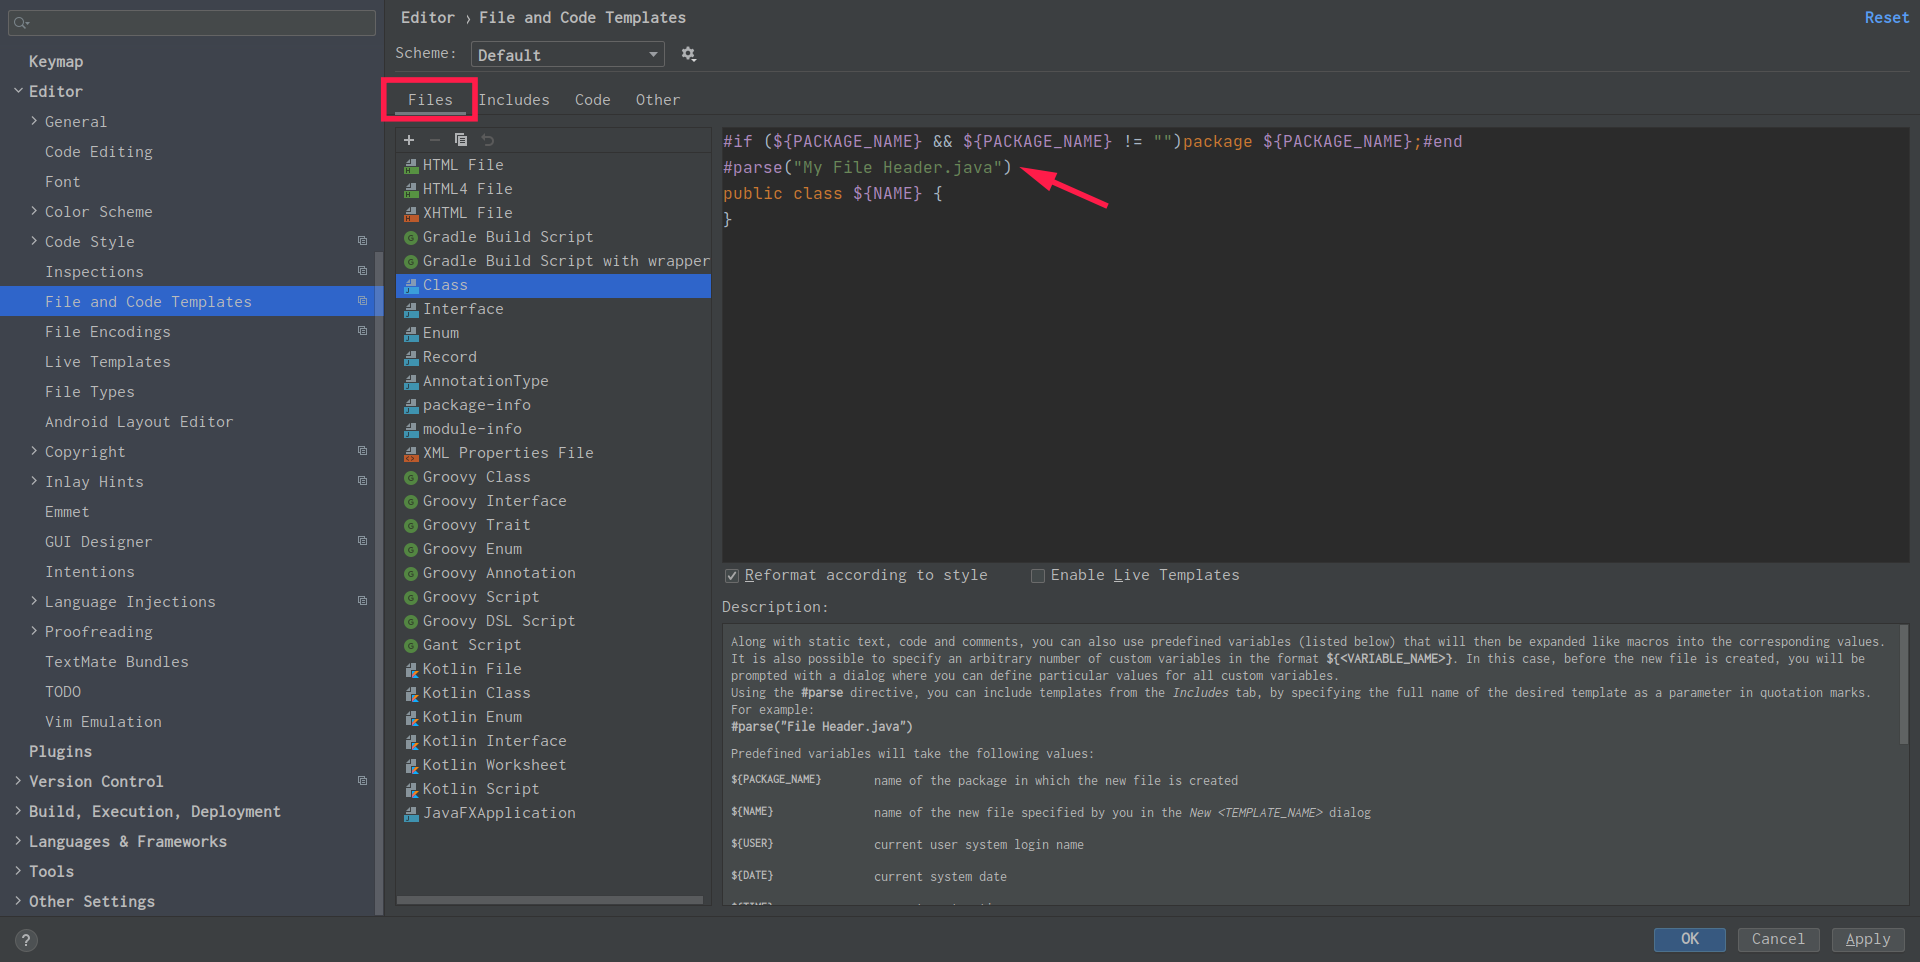 Keymap
Editor
General
Code Editing
Font
Color Scheme
Code Style
Inspections
File and Code Templates
File Encodings
Live Templates
File Types
Android Layout Editor
Copyright
Inlay Hints
Emmet
GUI Designer
Intentions
Language Injections
Proofreading
TextMate Bundles
TODO
Vim Emulation
Plugins
Version Control
Build, Execution, Deployment
Languages & Frameworks
Tools
Other Settings
?
Editor › File and Code Templates
Reset
Scheme: Default
Files Includes Code Other
HTML File
HTML4 File
XHTML File
Gradle Build Script
Gradle Build Script with wrapper
Class
Interface
Enum
Record
AnnotationType
package-info
module-info
XML Properties File
Groovy Class
Groovy Interface
Groovy Trait
Groovy Enum
Groovy Annotation
Groovy Script
Groovy DSL Script
Gant Script
Kotlin File
Kotlin Class
Kotlin Enum
Kotlin Interface
Kotlin Worksheet
Kotlin Script
JavaFXApplication
#if (${PACKAGE_NAME} && ${PACKAGE_NAME} != "")package ${PACKAGE_NAME};#end
#parse("My File Header.java")
public class ${NAME} {
}
Reformat according to style Enable Live Templates
Description:
Along with static text, code and comments, you can also use predefined variables (listed below) that will then be expanded like macros into the corresponding values.
It is also possible to specify an arbitrary number of custom variables in the format ${<VARIABLE_NAME>}. In this case, before the new file is created, you will be
prompted with a dialog where you can define particular values for all custom variables.
Using the #parse directive, you can include templates from the Includes tab, by specifying the full name of the desired template as a parameter in quotation marks.
For example:
#parse("File Header.java")
Predefined variables will take the following values:
${PACKAGE_NAME} name of the package in which the new file is created
${NAME} name of the new file specified by you in the New <TEMPLATE_NAME> dialog
${USER} current user system login name
${DATE} current system date
OK Cancel Apply